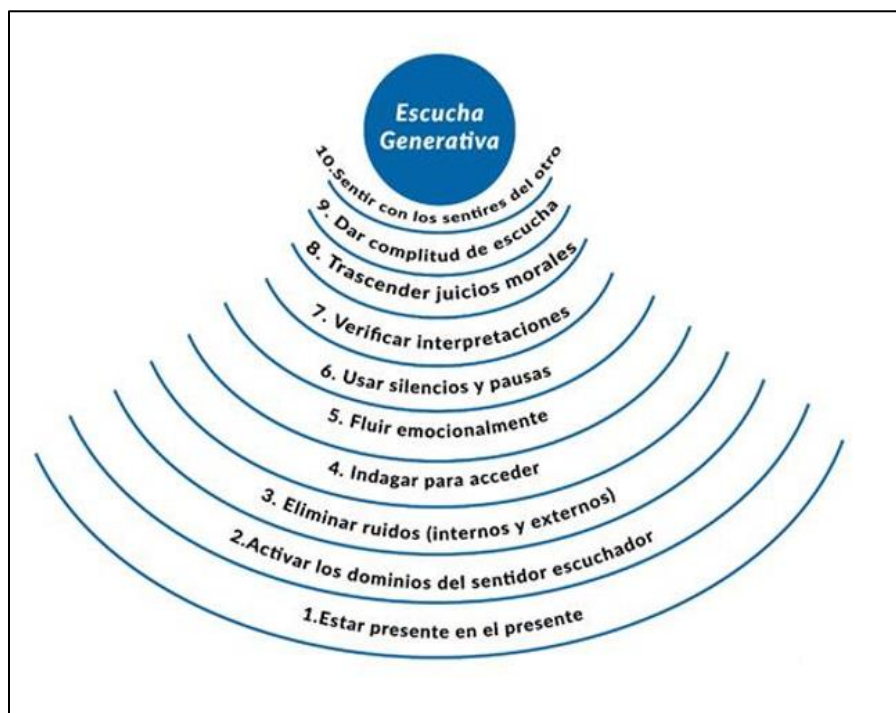 Escucha
Generativa
10.Sentir con los sentires del otro
9. Dar complitud de escucha
8. Trascender juicios morales
7. Verificar interpretaciones
6. Usar silencios y pausas
5. Fluir emocionalmente
4. Indagar para acceder
3. Eliminar ruidos (internos y externos)
2.Activar los dominios del sentidor escuchador
1.Estar presente en el presente